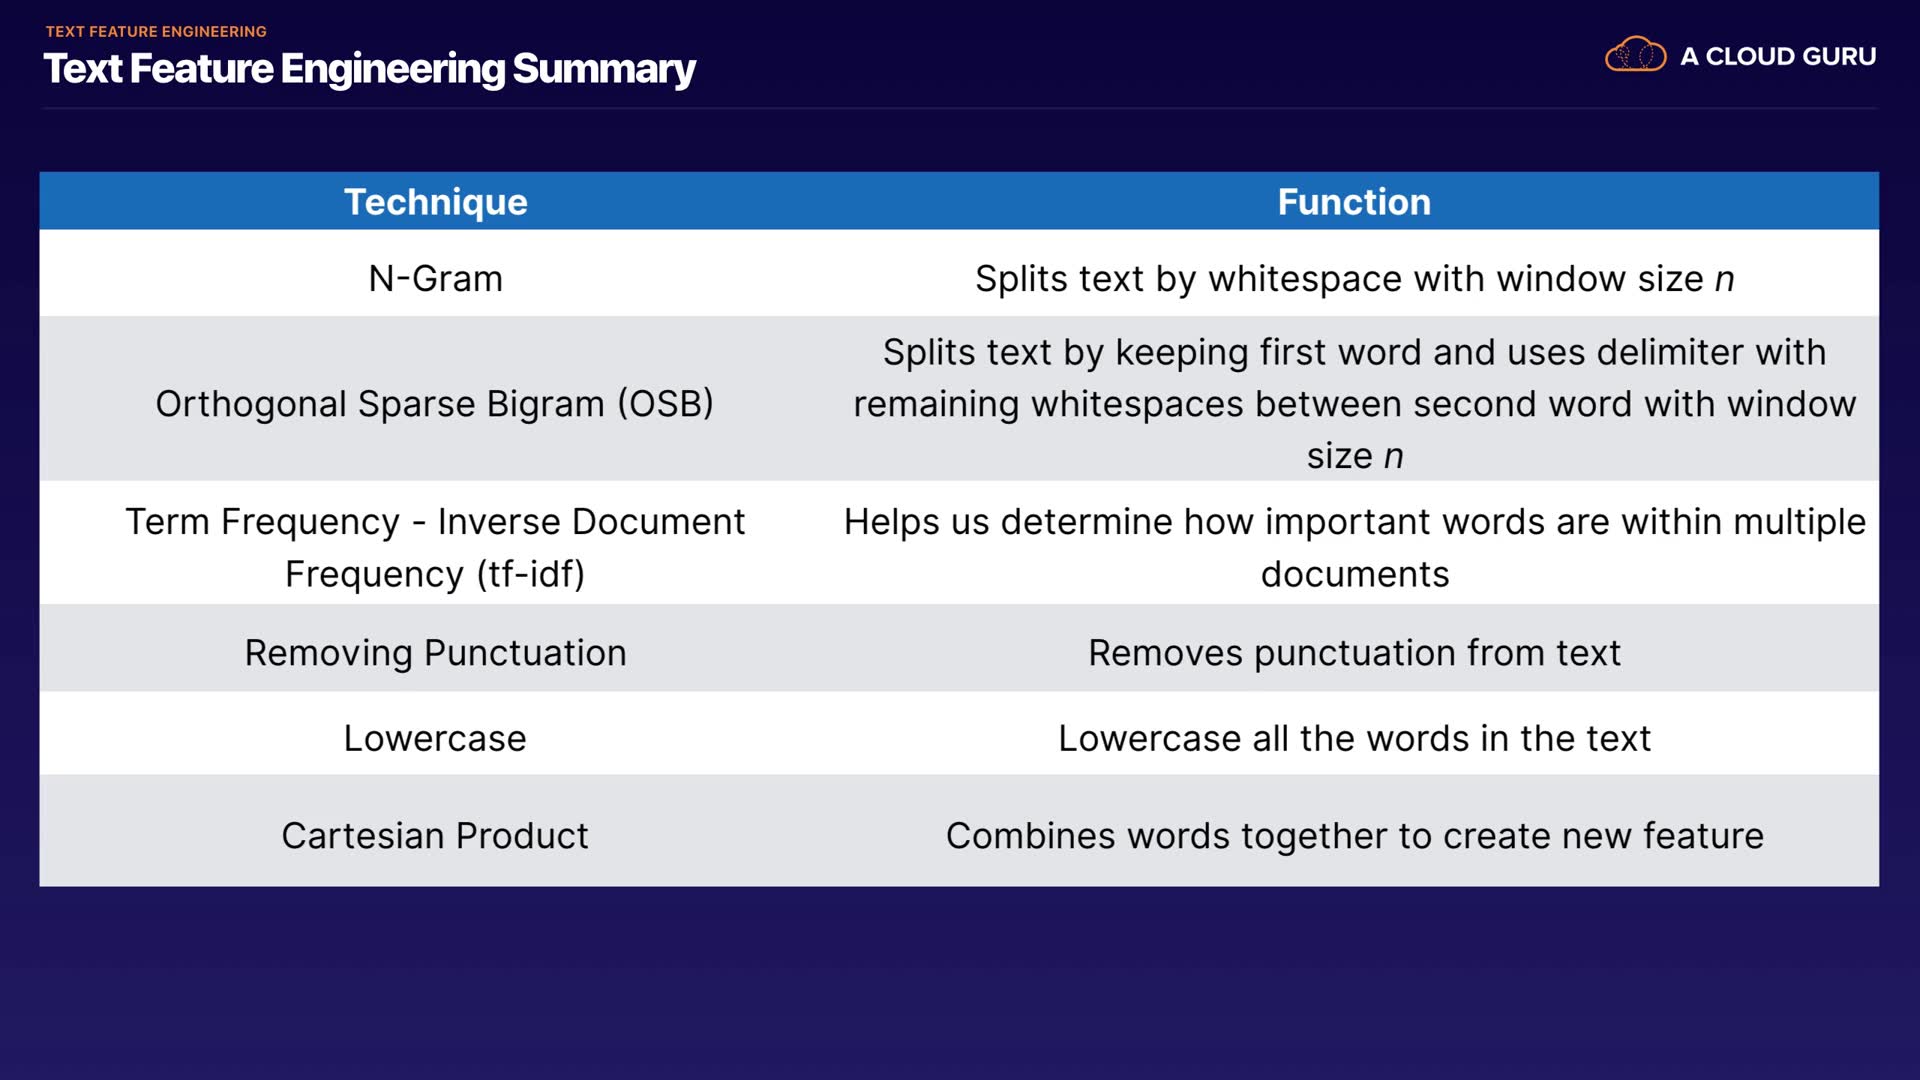 TEXT FEATURE ENGINEERING
Text Feature Engineering Summary
A CLOUD GURU
Technique
Function
N-Gram
Splits text by whitespace with window size n
Orthogonal Sparse Bigram (OSB)
Splits text by keeping first word and uses delimiter with
remaining whitespaces between second word with window
size n
Term Frequency - Inverse Document
Frequency (tf-idf)
Helps us determine how important words are within multiple
documents
Removing Punctuation
Removes punctuation from text
Lowercase
Lowercase all the words in the text
Cartesian Product
Combines words together to create new feature